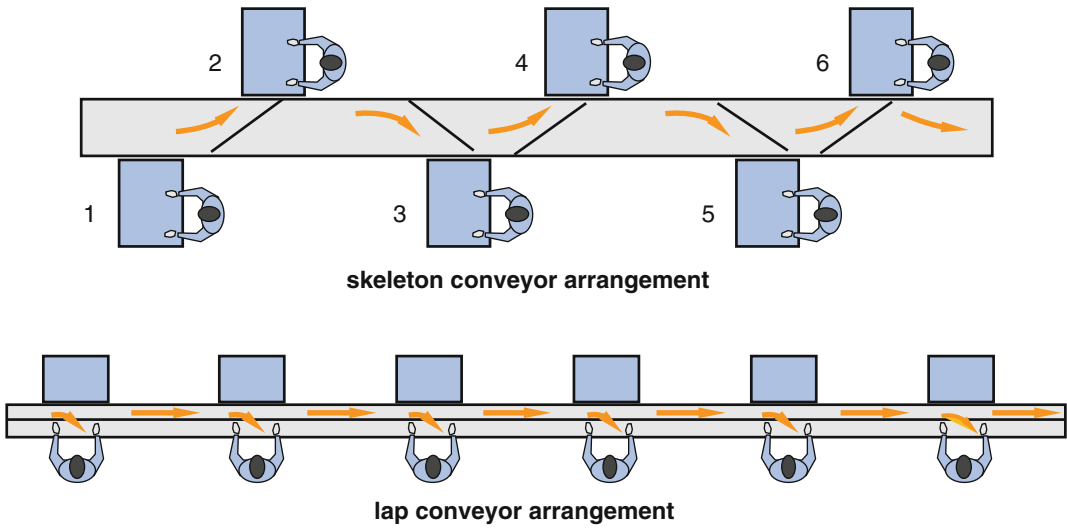 2 4 6
1 3 5
skeleton conveyor arrangement
lap conveyor arrangement